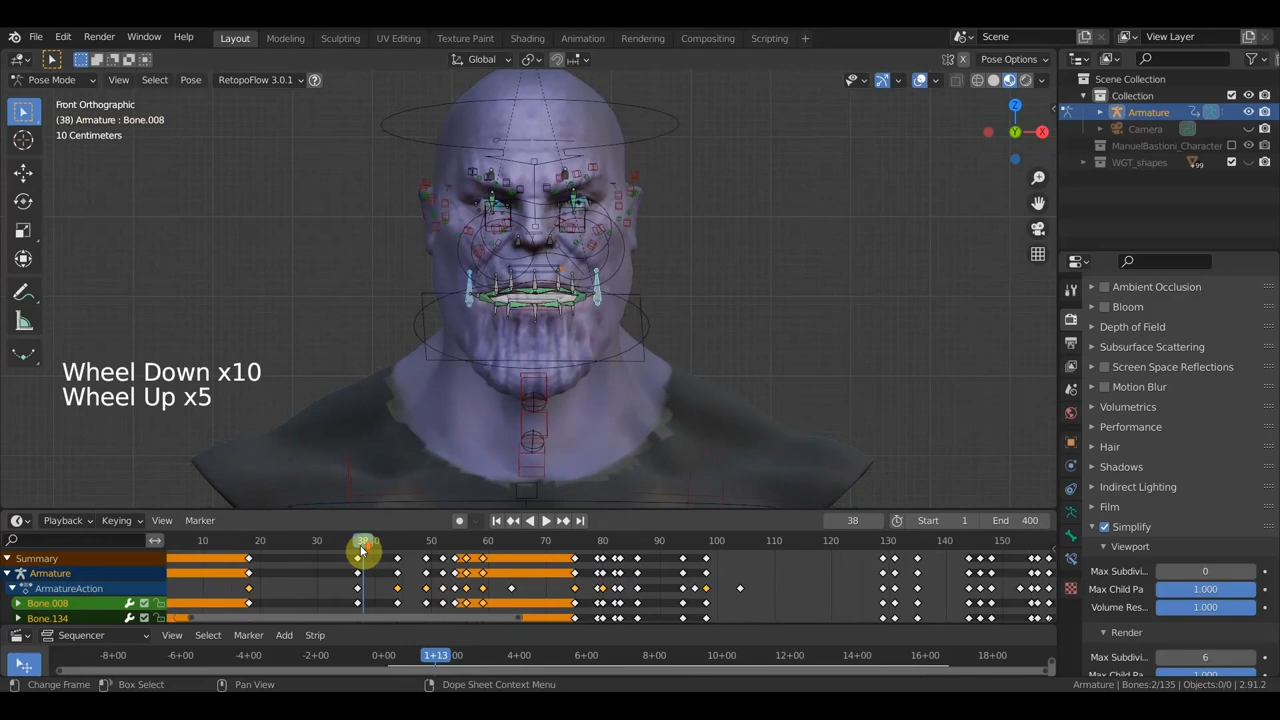 File Edit Render Window Help Layout Modeling Sculpting UV Editing Texture Paint Shading Animation Rendering Compositing Scripting + Scene View Layer
Global Pose Options
Pose Mode View Select Pose RetopoFlow 3.0.1 ?
Front Orthographic
(38) Armature : Bone.008
10 Centimeters
Z
Y
X
Wheel Down x10
Wheel Up x5
Scene Collection
Collection
Armature
Camera
ManuelBastioni_Character
WGT_shapes 99
Ambient Occlusion
Bloom
Depth of Field
Subsurface Scattering
Screen Space Reflections
Motion Blur
Volumetrics
Performance
Hair
Shadows
Indirect Lighting
Film
Simplify
Viewport
Max Subdivi... 0
Max Child Pa 1.000
Volume Res... 1.000
Render
Max Subdivi... 6
Max Child Pa 1.000
Playback Keying View Marker 38 Start 1 End 400
10 20 30 38 50 60 70 80 90 100 110 120 130 140 150
Summary
Armature
ArmatureAction
Bone.008
Bone.134
Sequencer View Select Marker Add Strip
-8+00 -6+00 -4+00 -2+00 0+00 1+13 4+00 6+00 8+00 10+00 12+00 14+00 16+00 18+00
Change Frame Box Select Pan View Dope Sheet Context Menu Armature | Bones:2/135 | Objects:0/0 | 2.91.2